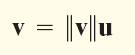 v = ‖v‖u